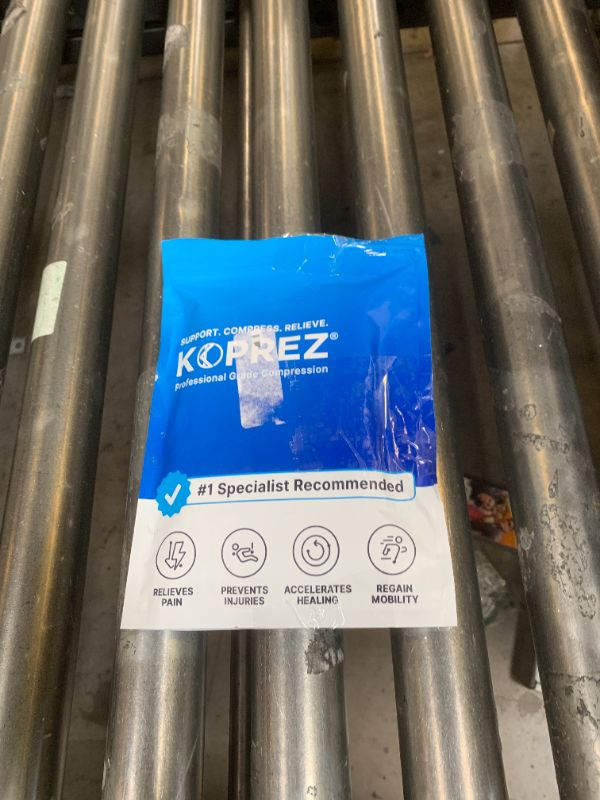 SUPPORT. COMPRESS. RELIEVE.
KOPREZ®
Professional Grade Compression
#1 Specialist Recommended
RELIEVES
PAIN
PREVENTS
INJURIES
ACCELERATES
HEALING
REGAIN
MOBILITY